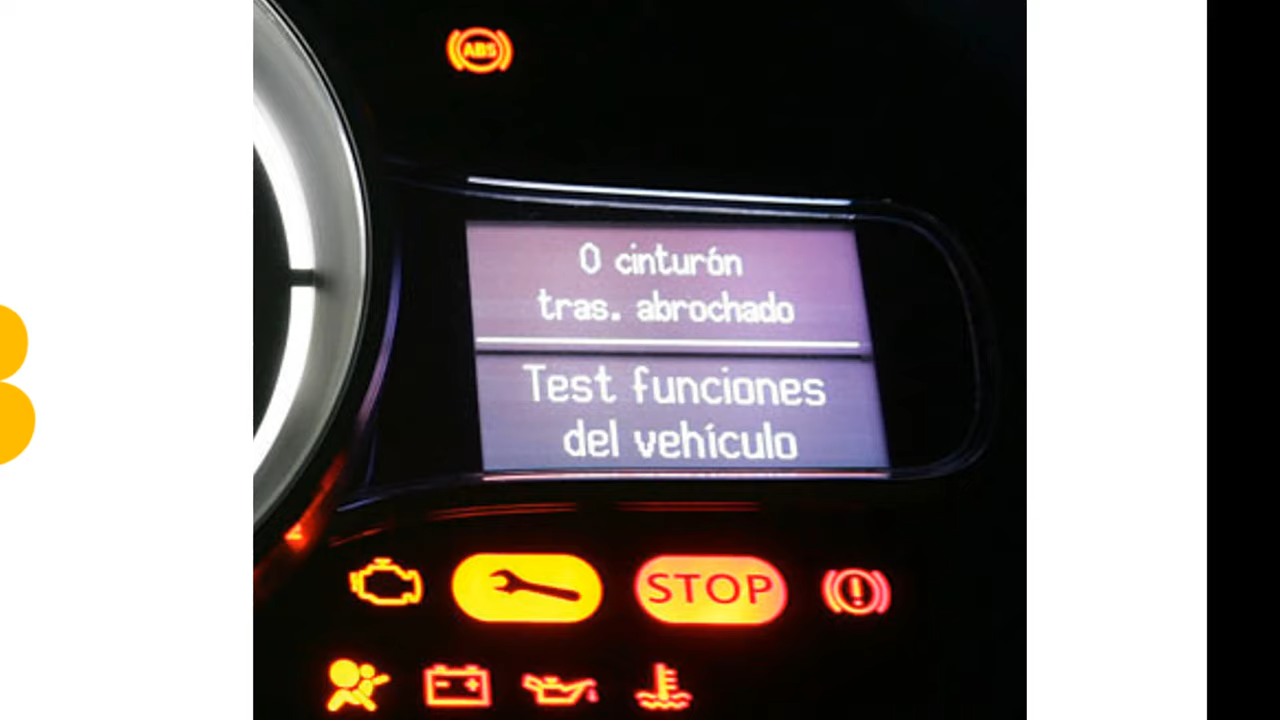 ABS
0 cinturón
tras. abrochado
Test funciones
del vehículo
STOP